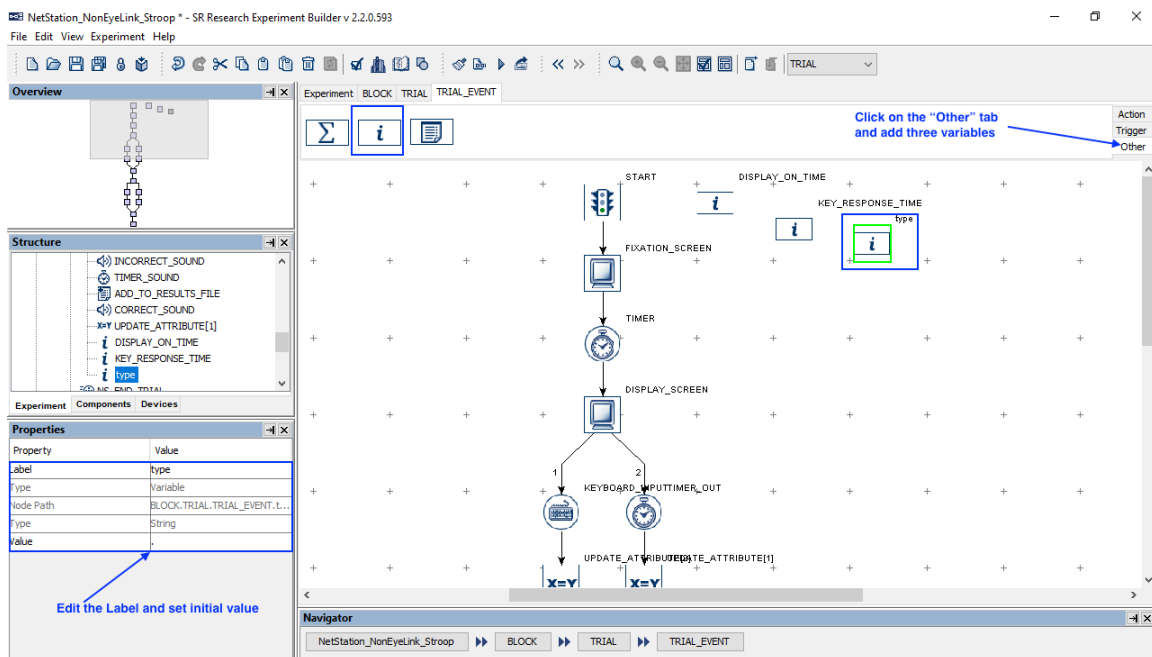 NetStation_NonEyeLink_Stroop * - SR Research Experiment Builder v 2.2.0.593
File Edit View Experiment Help
TRIAL
Overview
Experiment BLOCK TRIAL TRIAL_EVENT
Click on the “Other” tab
and add three variables
Action
Trigger
Other
START
DISPLAY_ON_TIME
KEY_RESPONSE_TIME
type
FIXATION_SCREEN
TIMER
DISPLAY_SCREEN
1
2
KEYBOARD_INPUT
TIMER_OUT
UPDATE_ATTRIBUTE[1]
X=Y X=Y
Structure
INCORRECT_SOUND
TIMER_SOUND
ADD_TO_RESULTS_FILE
CORRECT_SOUND
X=Y UPDATE_ATTRIBUTE[1]
DISPLAY_ON_TIME
KEY_RESPONSE_TIME
type
NS_END_TRIAL
Experiment Components Devices
Properties
Property Value
Label type
Type Variable
Node Path BLOCK.TRIAL.TRIAL_EVENT.t...
Type String
Value .
Edit the Label and set initial value
Navigator
NetStation_NonEyeLink_Stroop BLOCK TRIAL TRIAL_EVENT